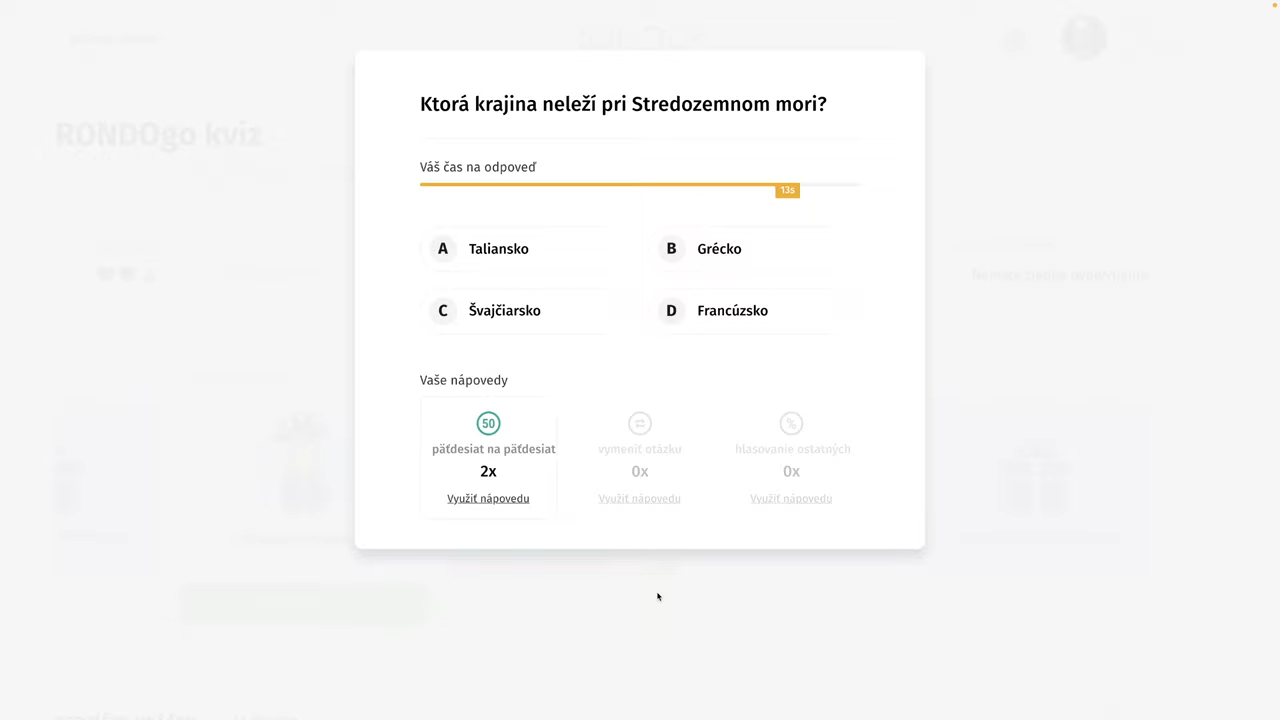 RONDOgo kvíz
Ktorá krajina neleží pri Stredozemnom mori?
Váš čas na odpoveď
13s
A Taliansko
B Grécko
C Švajčiarsko
D Francúzsko
Vaše nápovedy
50
päťdesiat na päťdesiat
2x
Využiť nápovedu
vymeniť otázku
0x
Využiť nápovedu
%
hlasovanie ostatných
0x
Využiť nápovedu